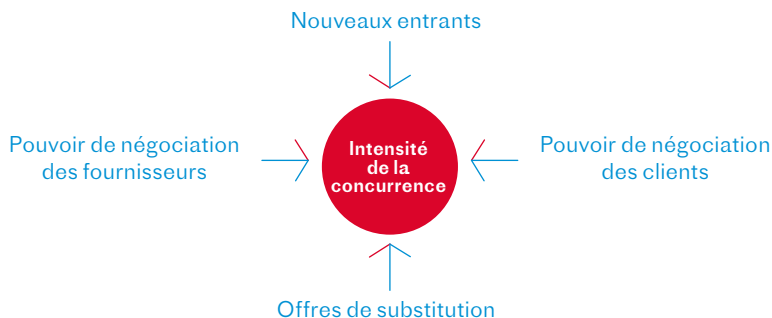 Nouveaux entrants
Pouvoir de négociation
des fournisseurs
Intensité
de la
concurrence
Pouvoir de négociation
des clients
Offres de substitution